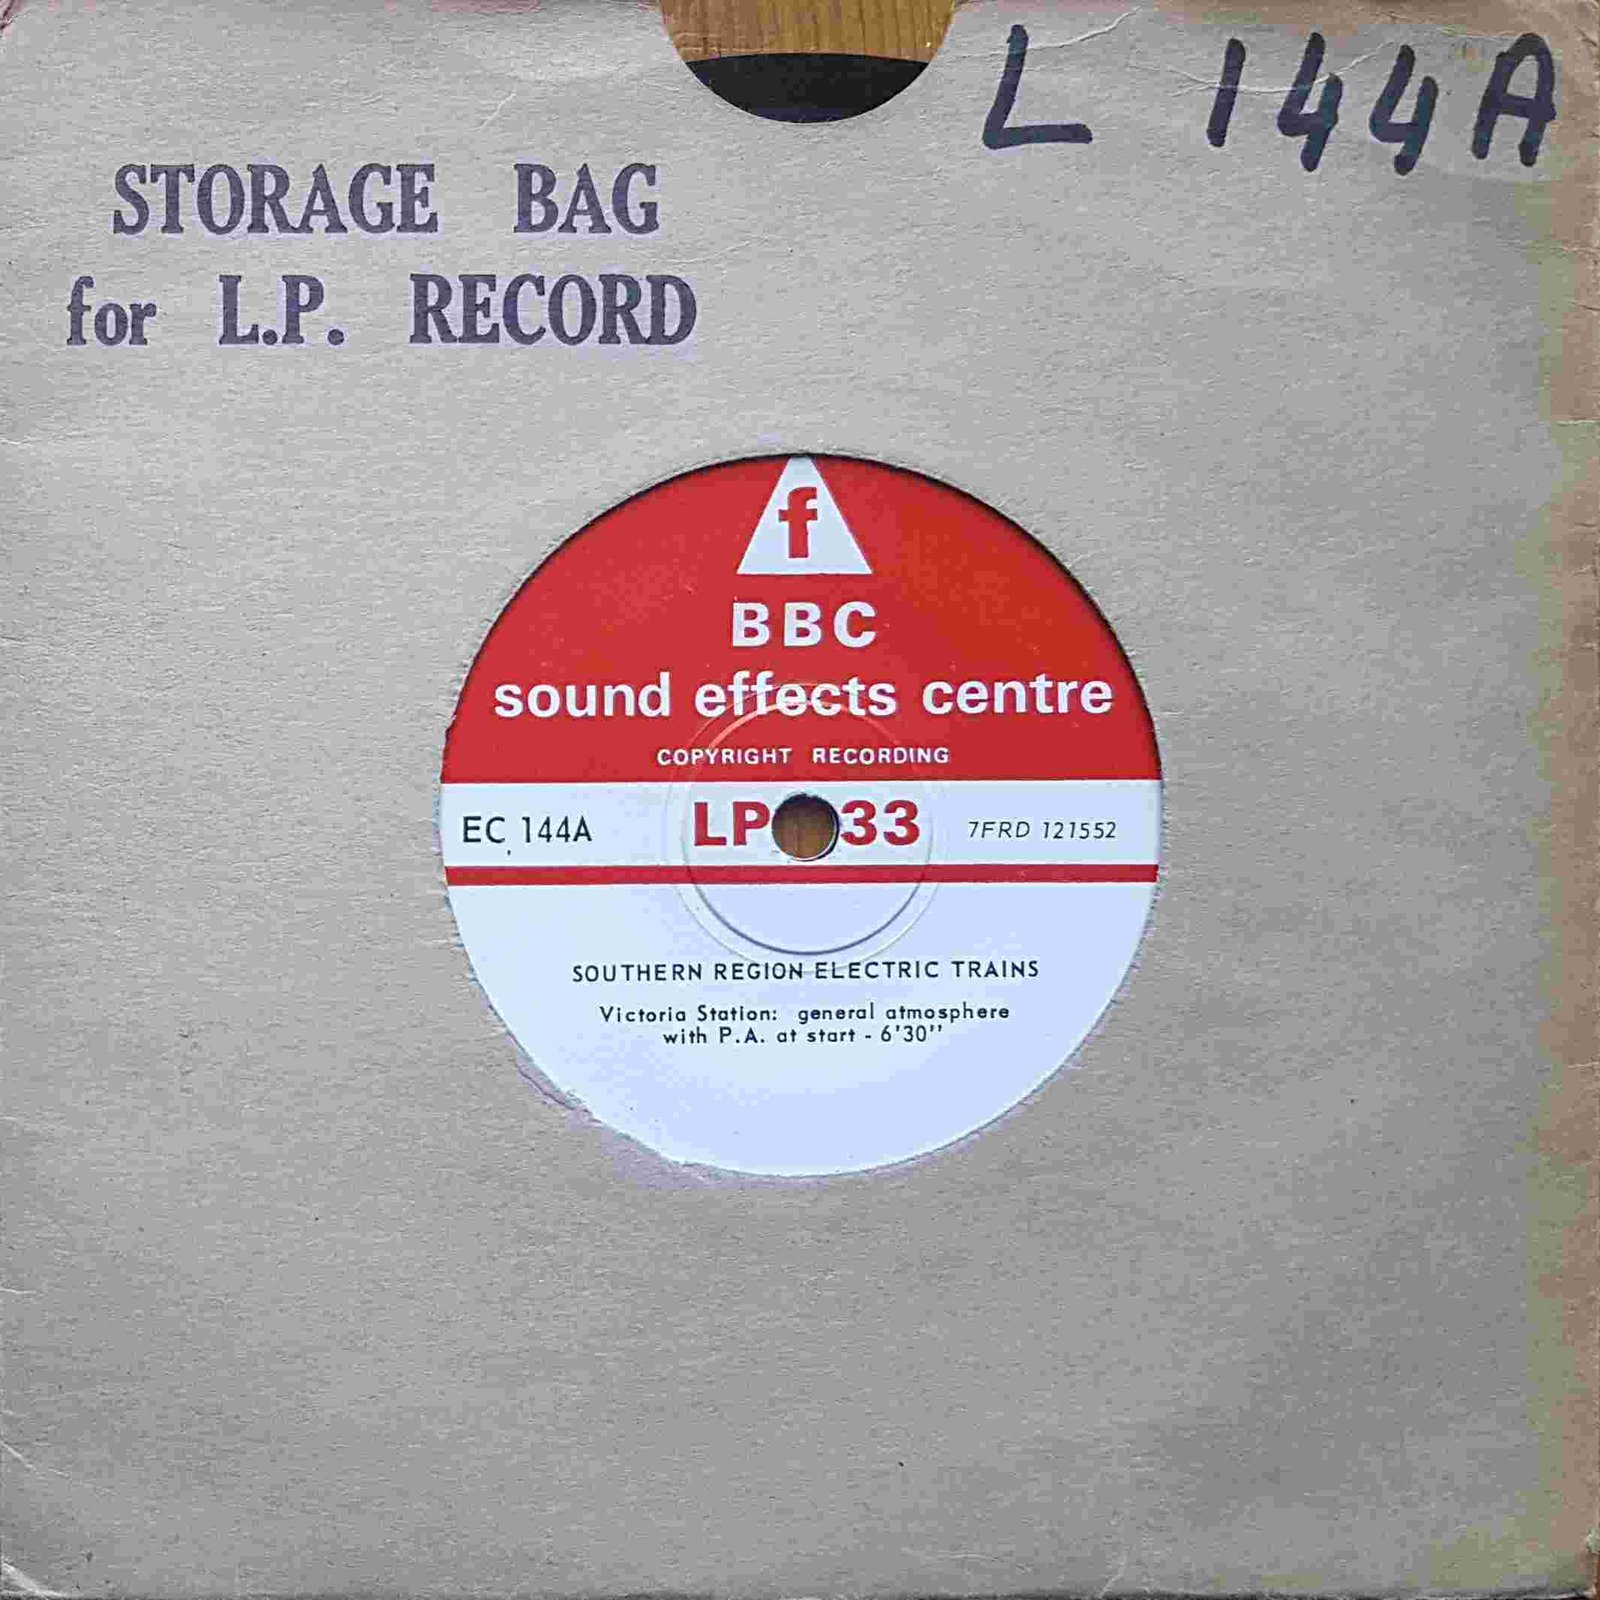 L 144A
STORAGE BAG
for L.P. RECORD
f
BBC
sound effects centre
COPYRIGHT RECORDING
EC 144A LP 33 7FRD 121552
SOUTHERN REGION ELECTRIC TRAINS
Victoria Station: general atmosphere
with P.A. at start - 6'30''